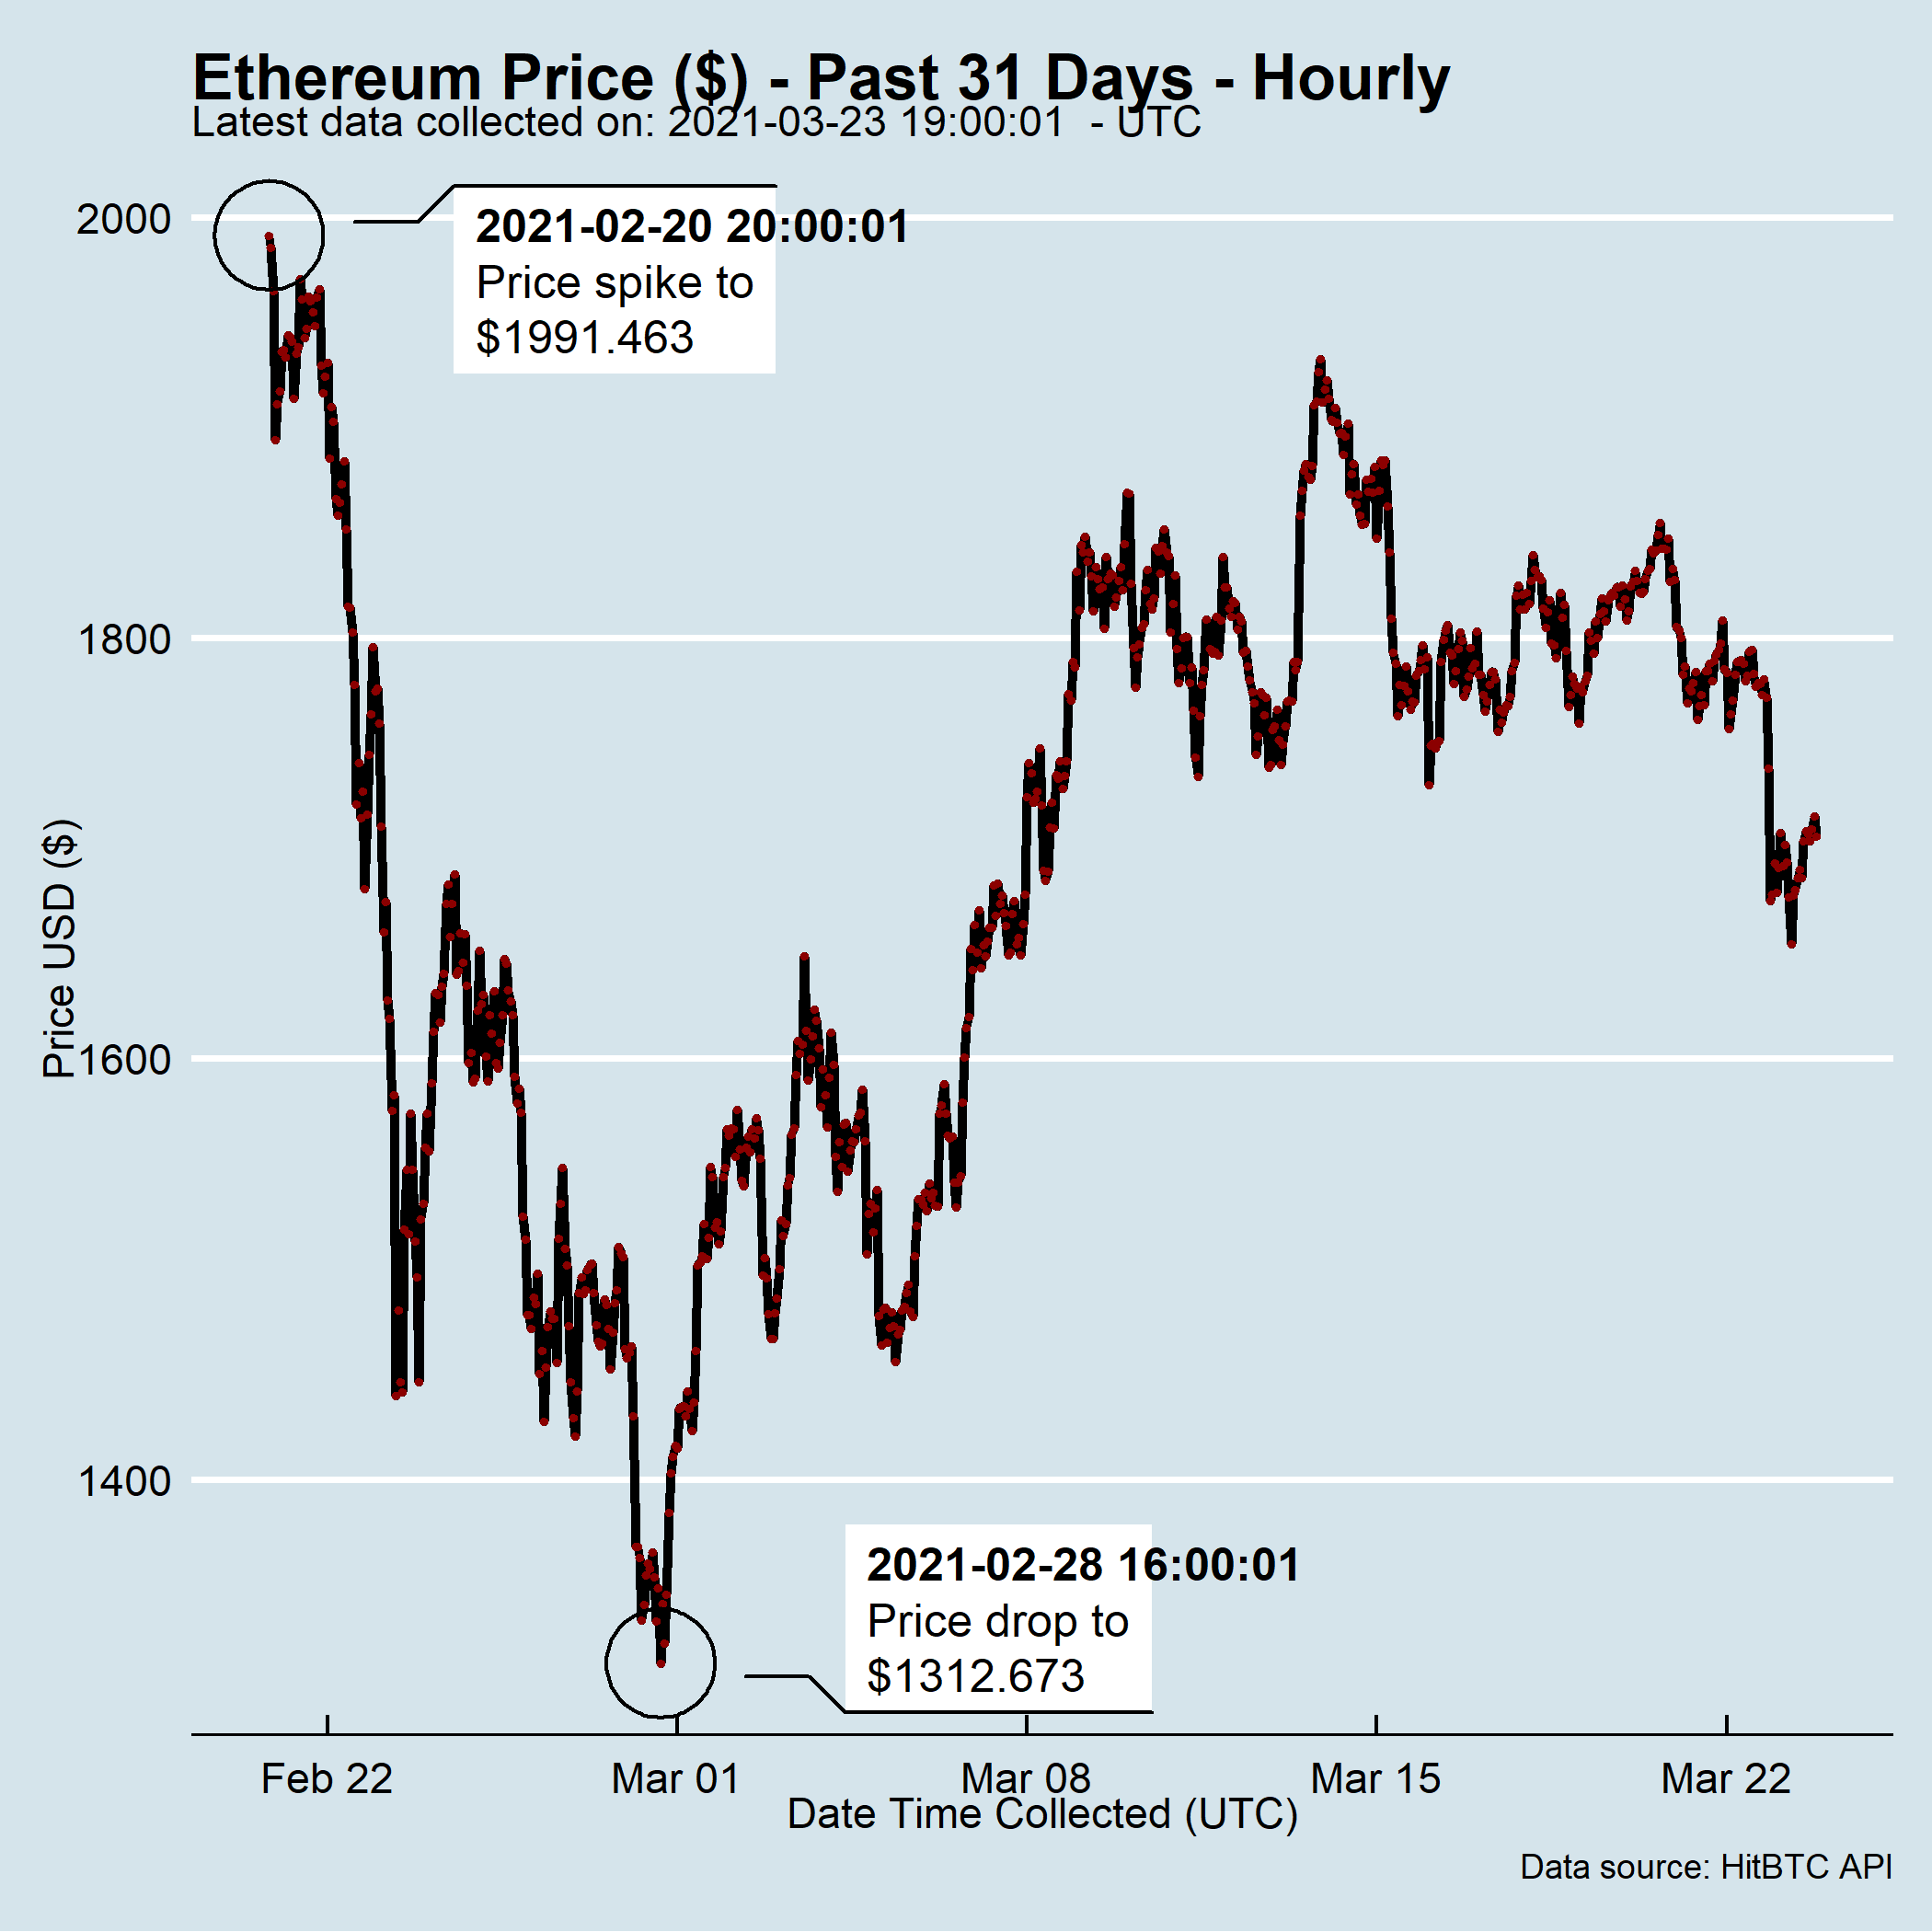 Ethereum Price ($) - Past 31 Days - Hourly
Latest data collected on: 2021-03-23 19:00:01  - UTC
2000
1800
1600
1400
Price USD ($)
2021-02-20 20:00:01
Price spike to
$1991.463
2021-02-28 16:00:01
Price drop to
$1312.673
Feb 22
Mar 01
Mar 08
Mar 15
Mar 22
Date Time Collected (UTC)
Data source: HitBTC API